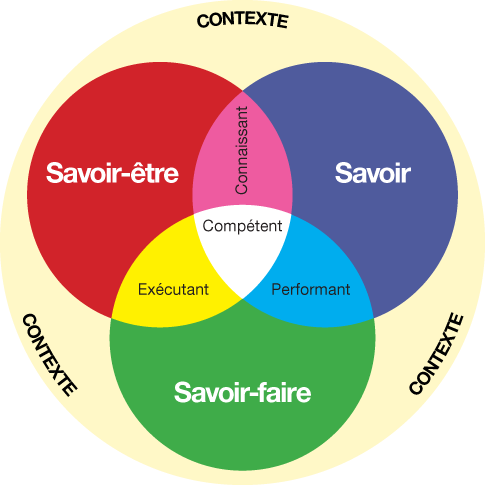 CONTEXTE
Connaissant
Savoir-être
Savoir
Compétent
Exécutant
Performant
CONTEXTE
CONTEXTE
Savoir-faire